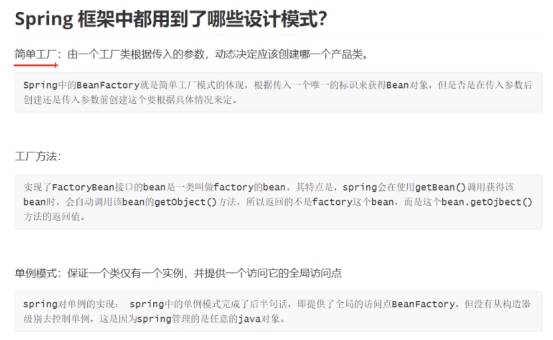 Spring 框架中都用到了哪些设计模式?
简单工厂：由一个工厂类根据传入的参数，动态决定应该创建哪一个产品类。
Spring中的BeanFactory就是简单工厂模式的体现，根据传入一个唯一的标识来获得Bean对象，但是否是在传入参数后
创建还是传入参数前创建这个要根据具体情况来定。
工厂方法：
实现了FactoryBean接口的bean是一类叫做factory的bean。其特点是，spring会在使用getBean()调用获得该
bean时，会自动调用该bean的getObject()方法，所以返回的不是factory这个bean，而是这个bean.getOjbect()
方法的返回值。
单例模式：保证一个类仅有一个实例，并提供一个访问它的全局访问点
spring对单例的实现： spring中的单例模式完成了后半句话，即提供了全局的访问点BeanFactory。但没有从构造器
级别去控制单例，这是因为spring管理的是任意的java对象。